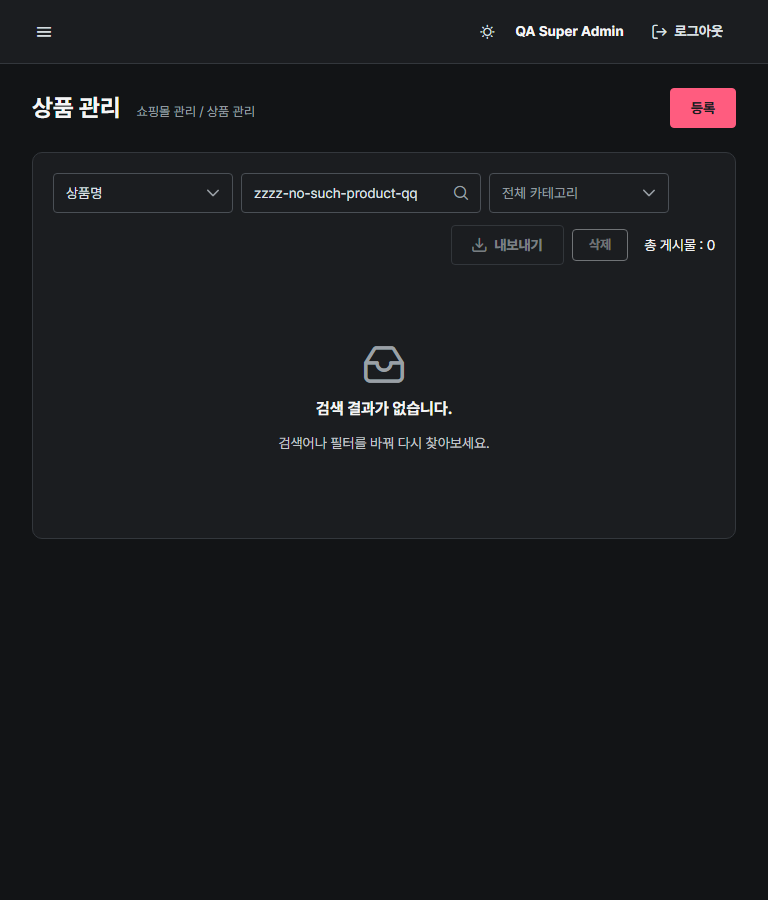 QA Super Admin 로그아웃
상품 관리 쇼핑몰 관리 / 상품 관리 등록
상품명 zzzz-no-such-product-qq 전체 카테고리
내보내기 삭제 총 게시물 : 0
검색 결과가 없습니다.
검색어나 필터를 바꿔 다시 찾아보세요.